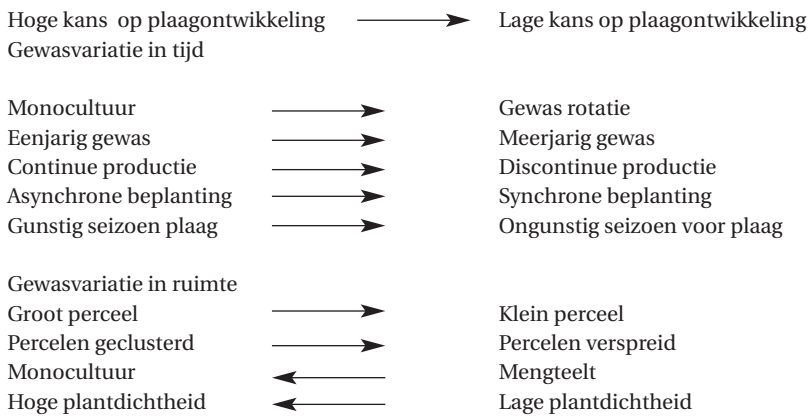 Hoge kans op plaagontwikkeling Lage kans op plaagontwikkeling
Gewasvariatie in tijd
Monocultuur Gewas rotatie
Eenjarig gewas Meerjarig gewas
Continue productie Discontinue productie
Asynchrone beplanting Synchrone beplanting
Gunstig seizoen plaag Ongunstig seizoen voor plaag
Gewasvariatie in ruimte
Groot perceel Klein perceel
Percelen geclusterd Percelen verspreid
Monocultuur Mengteelt
Hoge plantdichtheid Lage plantdichtheid